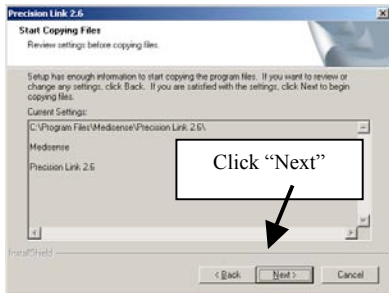 Precision Link 2.6
Start Copying Files
Review settings before copying files.
Setup has enough information to start copying the program files. If you want to review or
change any settings, click Back. If you are satisfied with the settings, click Next to begin
copying files.
Current Settings:
C:\Program Files\Medisense\Precision Link 2.6\
Medisense
Precision Link 2.6
Click “Next”
InstallShield
< Back
Next >
Cancel